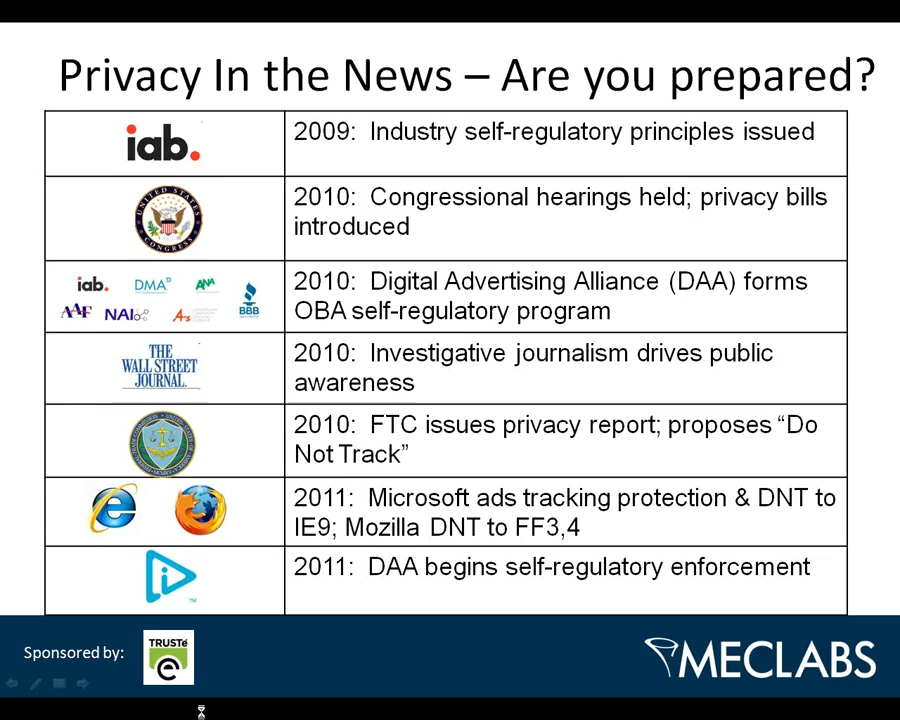 Privacy In the News – Are you prepared?
iab.
2009: Industry self-regulatory principles issued
UNITED STATES
CONGRESS
2010: Congressional hearings held; privacy bills
introduced
iab. DMA ANA
AAF NAI A's BBB
2010: Digital Advertising Alliance (DAA) forms
OBA self-regulatory program
THE
WALL STREET
JOURNAL.
2010: Investigative journalism drives public
awareness
2010: FTC issues privacy report; proposes “Do
Not Track”
2011: Microsoft ads tracking protection & DNT to
IE9; Mozilla DNT to FF3,4
2011: DAA begins self-regulatory enforcement
Sponsored by:
TRUSTe
MECLABS